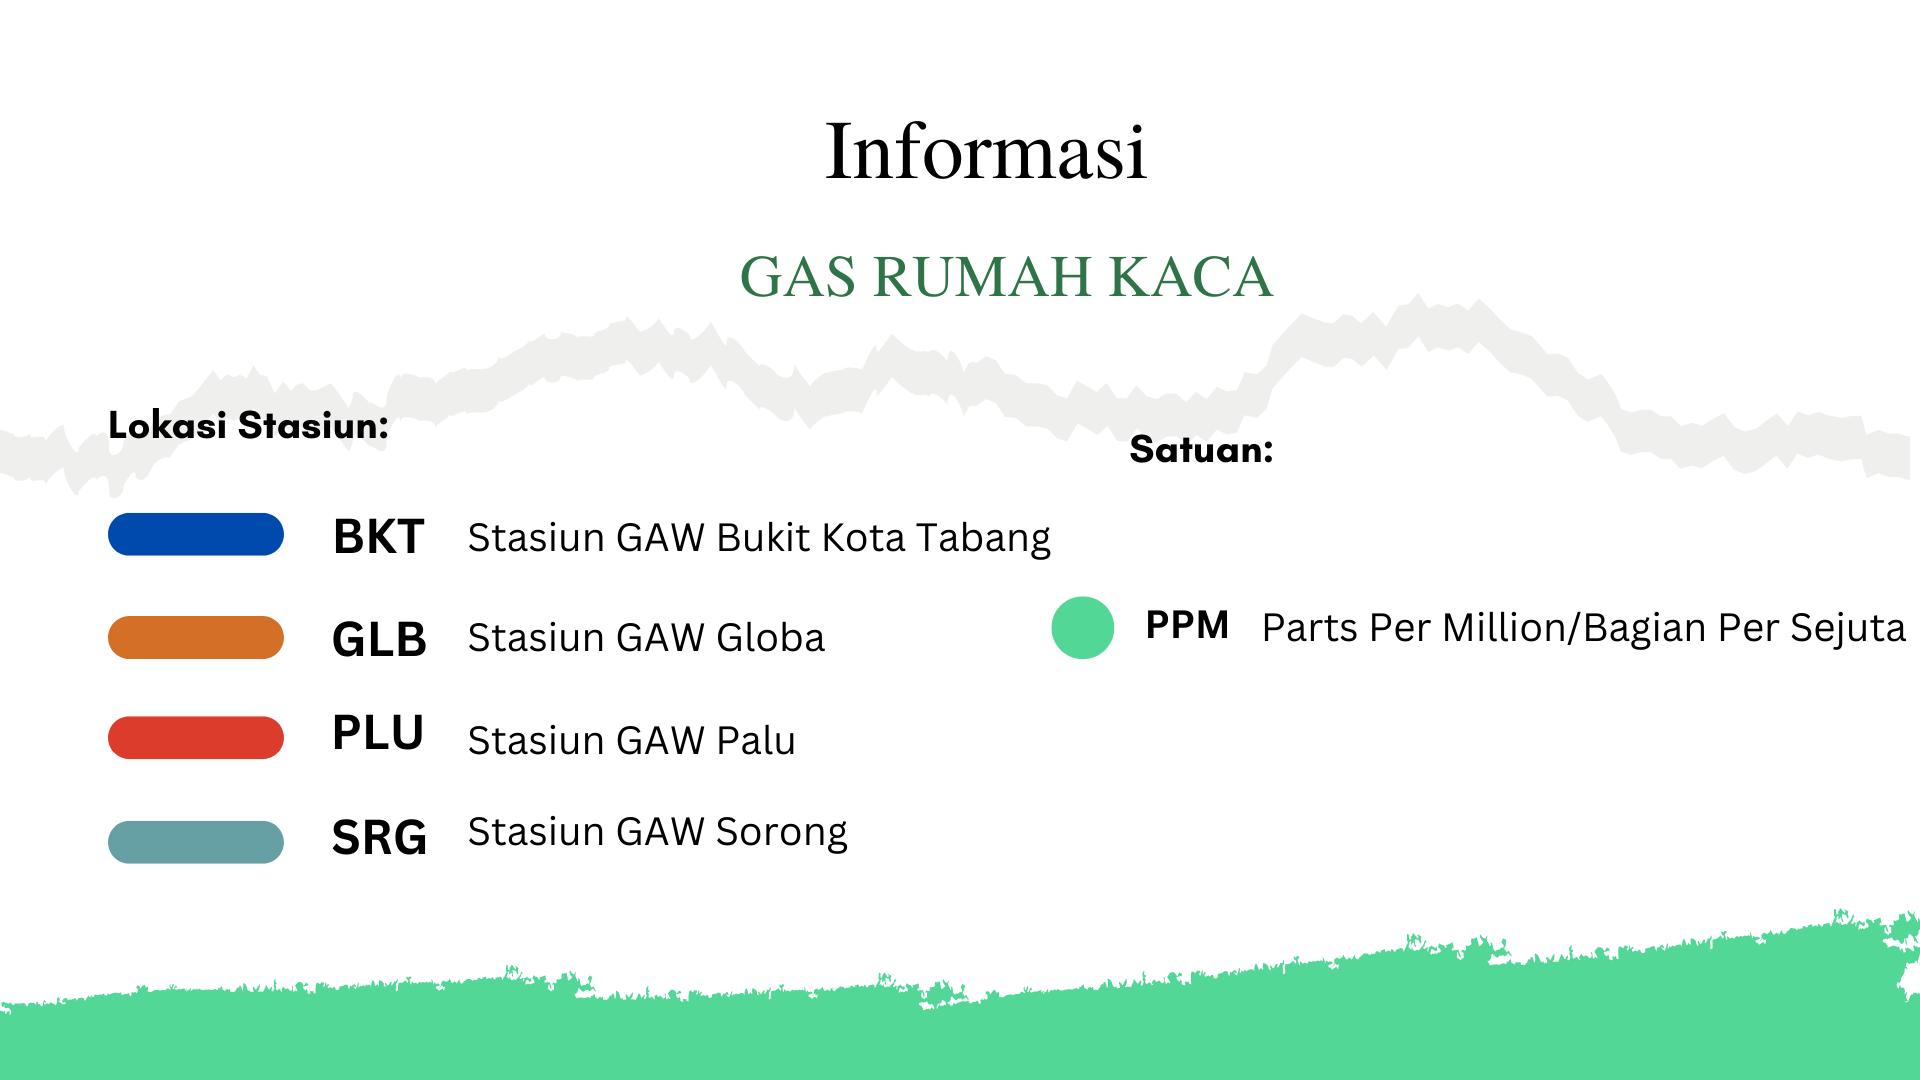 Informasi
GAS RUMAH KACA
Lokasi Stasiun:
BKT Stasiun GAW Bukit Kota Tabang
GLB Stasiun GAW Globa
PLU Stasiun GAW Palu
SRG Stasiun GAW Sorong
Satuan:
PPM Parts Per Million/Bagian Per Sejuta